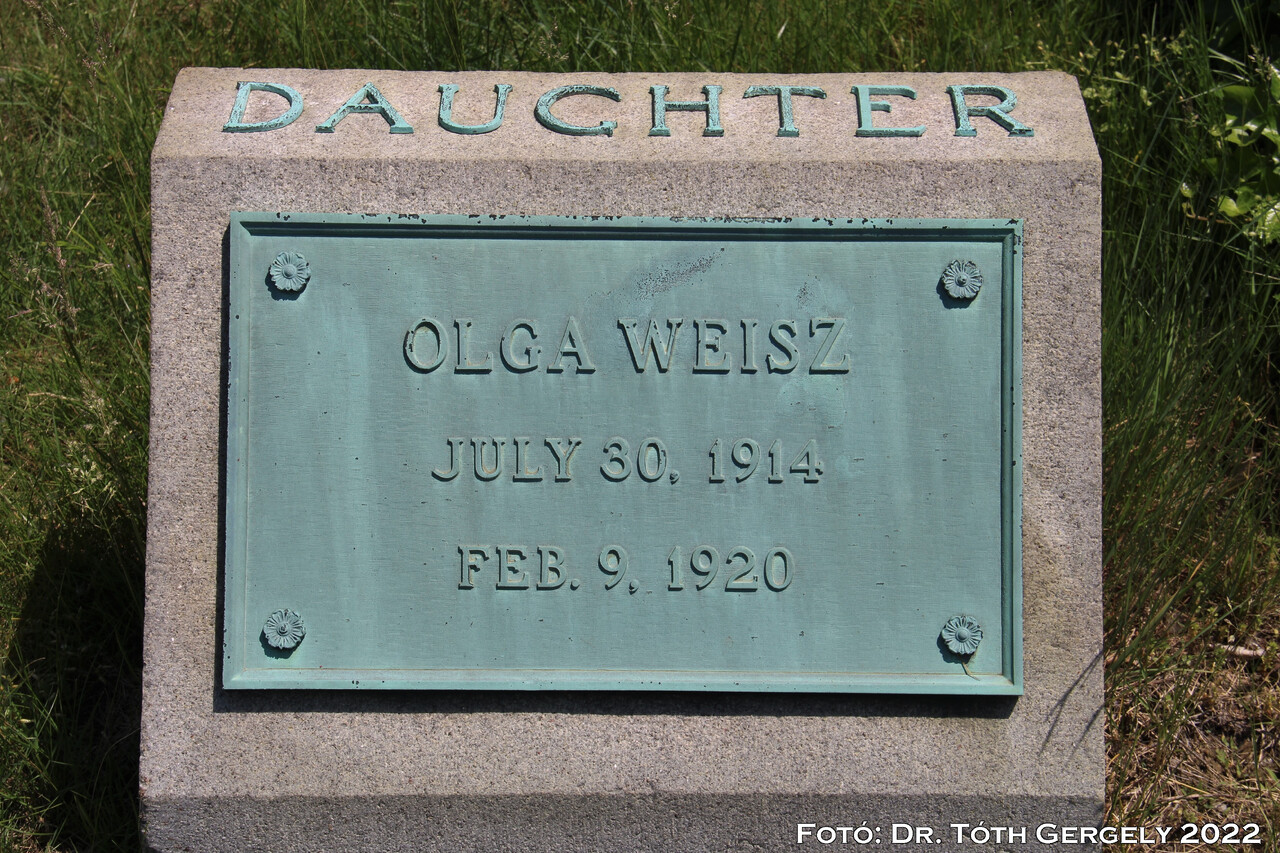 DAUGHTER
OLGA WEISZ
JULY 30, 1914
FEB. 9, 1920
FOTÓ: DR. TÓTH GERGELY 2022